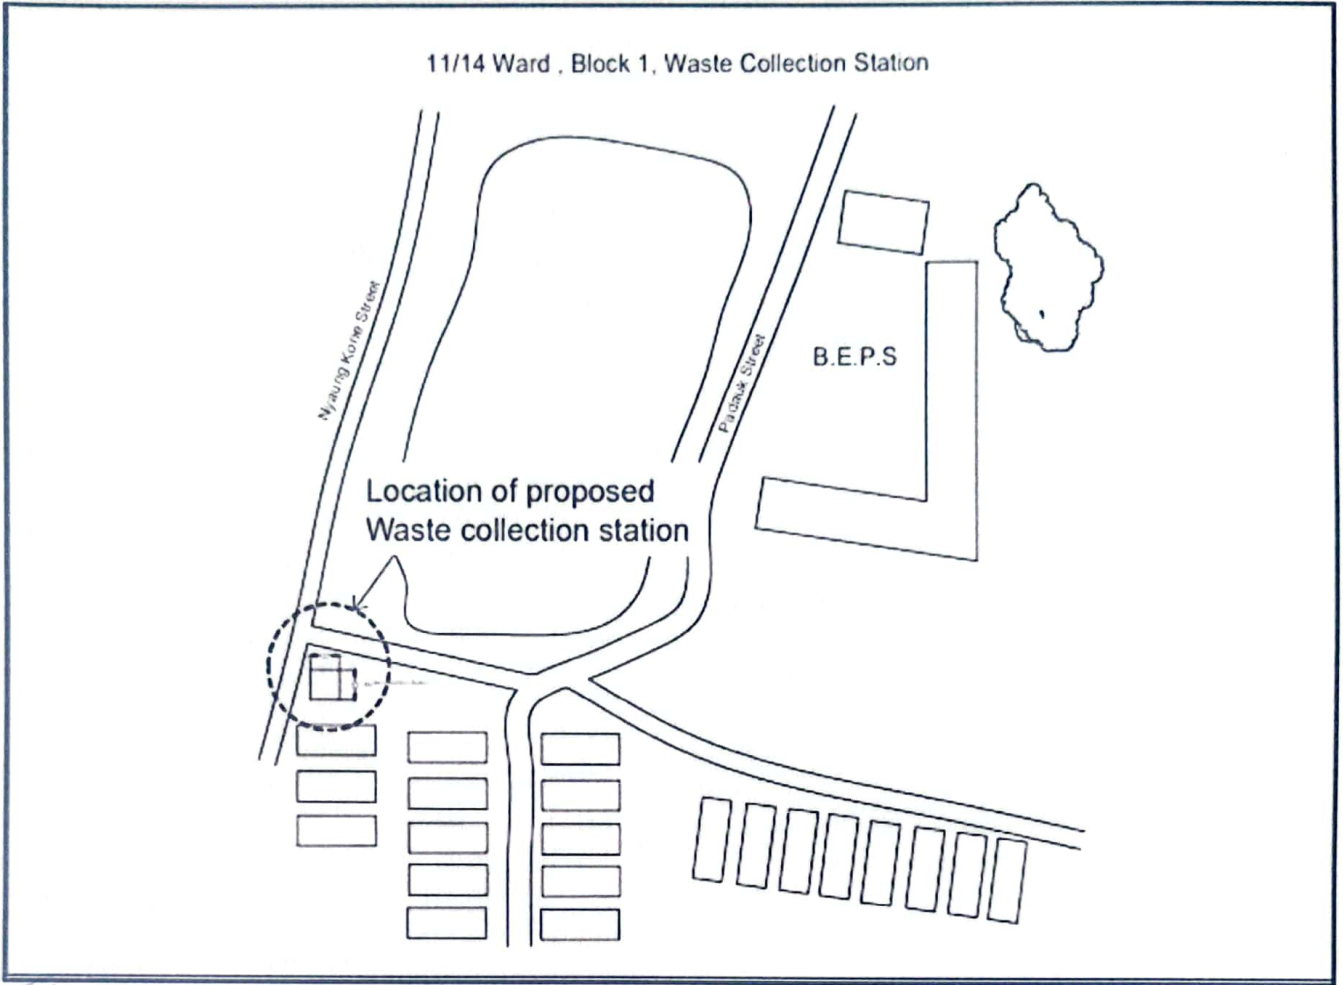 11/14 Ward , Block 1, Waste Collection Station
Nyaung Kone Street
Padauk Street
B.E.P.S
Location of proposed
Waste collection station